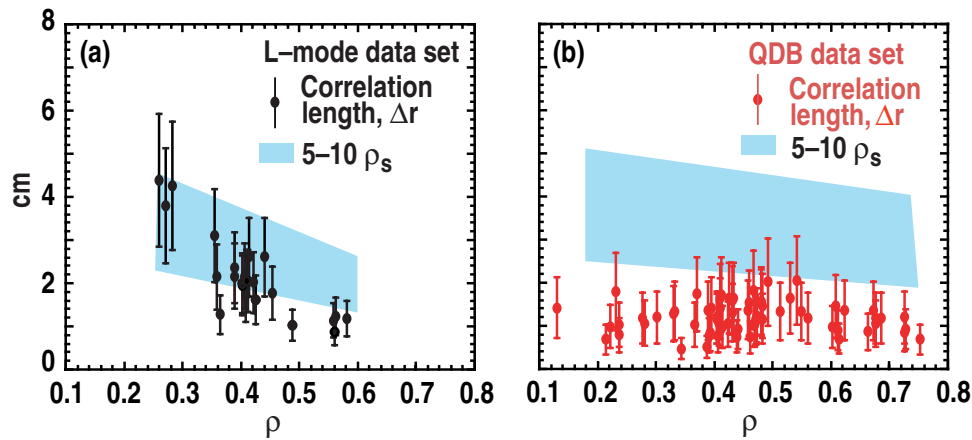 (a)
L–mode data set
Correlation
length, Δr
5–10 ρs
cm
8
6
4
2
0
0.1 0.2 0.3 0.4 0.5 0.6 0.7 0.8
ρ
(b)
QDB data set
Correlation
length, Δr
5–10 ρs
0.1 0.2 0.3 0.4 0.5 0.6 0.7 0.8
ρ